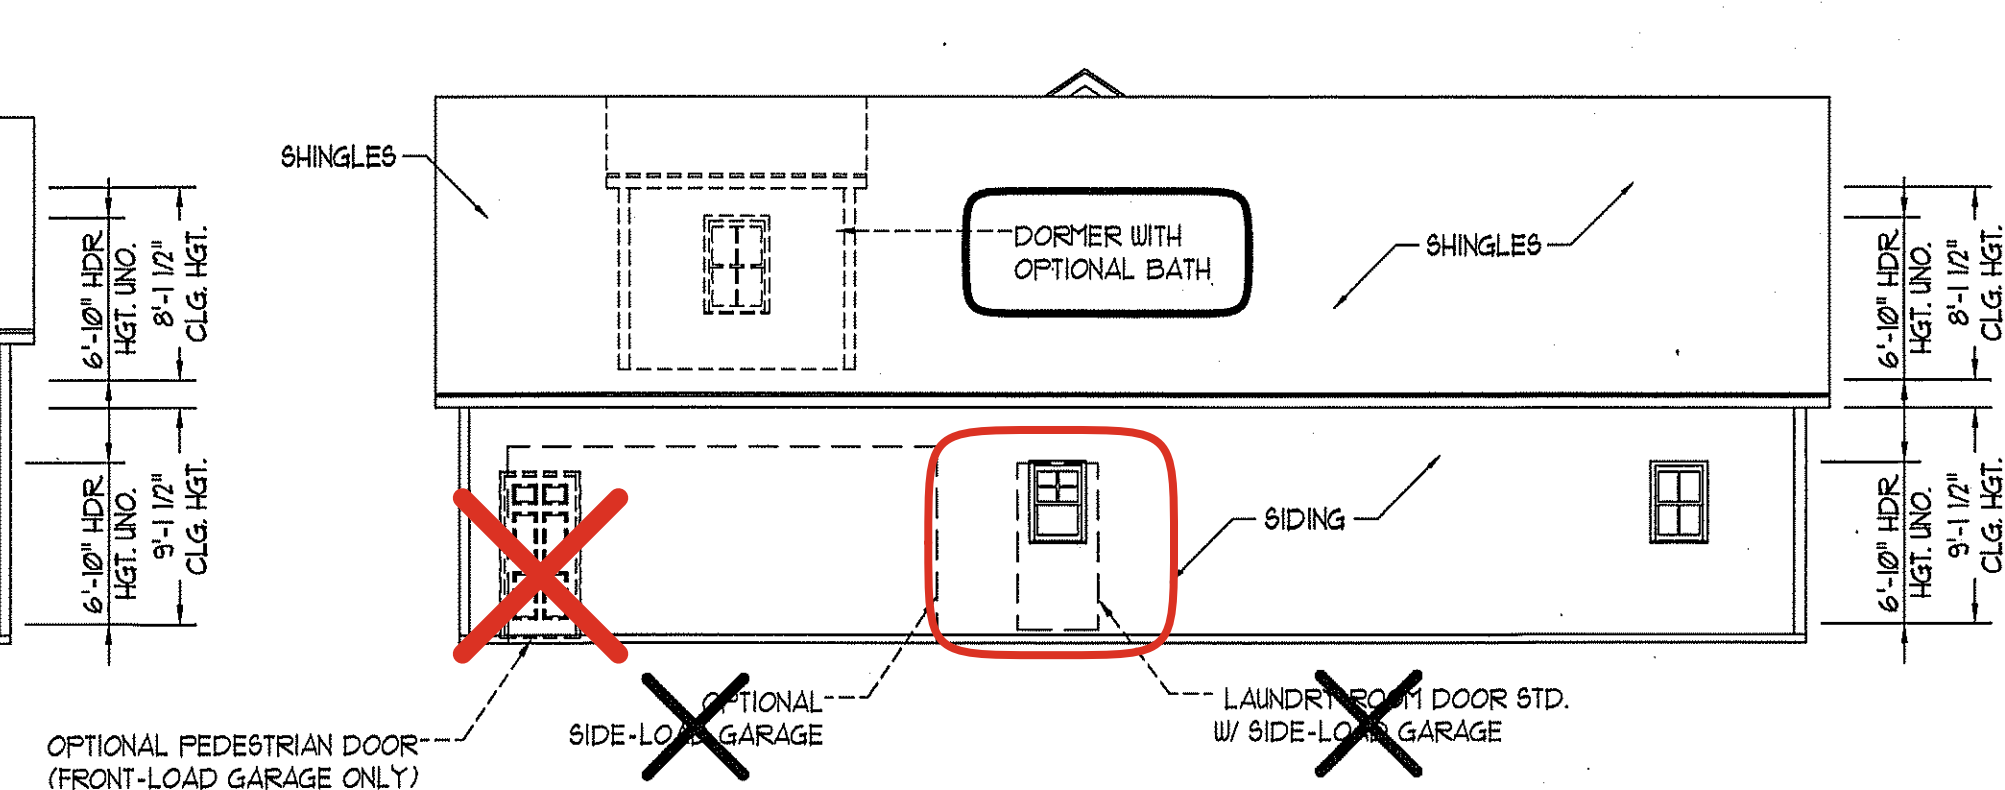 SHINGLES
DORMER WITH
OPTIONAL BATH
SHINGLES
6'-10" HDR
HGT. UNO.
8'-1 1/2"
CLG. HGT.
6'-10" HDR
HGT. UNO.
9'-1 1/2"
CLG. HGT.
6'-10" HDR
HGT. UNO.
8'-1 1/2"
CLG. HGT.
6'-10" HDR
HGT. UNO.
9'-1 1/2"
CLG. HGT.
SIDING
OPTIONAL
SIDE-LOAD GARAGE
LAUNDRY ROOM DOOR STD.
W/ SIDE-LOAD GARAGE
OPTIONAL PEDESTRIAN DOOR
(FRONT-LOAD GARAGE ONLY)